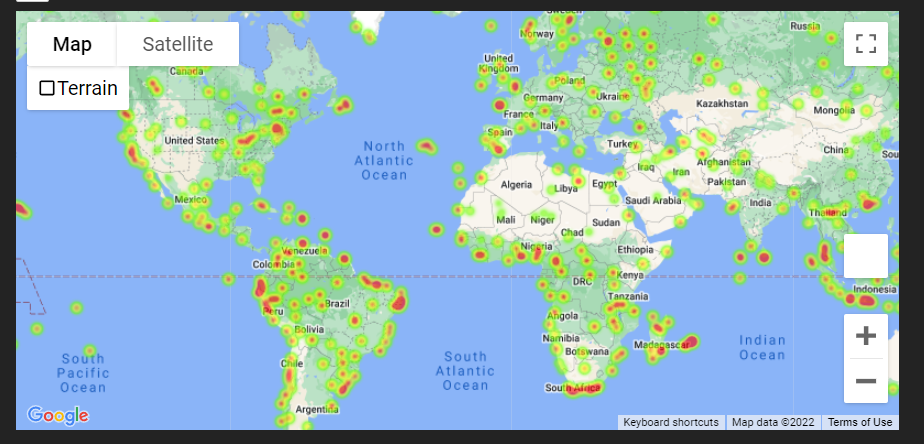 Map
Satellite
Terrain
Sweden
Norway
Russia
United
Kingdom
Poland
Germany
Ukraine
France
Kazakhstan
Mongolia
Canada
Spain
Italy
United States
North
Atlantic
Ocean
Turkey
China
Sou
Iraq
Iran
Afghanistan
Pakistan
Algeria
Libya
Egypt
Saudi Arabia
India
Mexico
Mali
Niger
Chad
Sudan
Thailand
Nigeria
Ethiopia
Venezuela
Colombia
DRC
Kenya
Tanzania
Indonesia
Peru
Brazil
Angola
Bolivia
Namibia
Botswana
Madagascar
Indian
Ocean
South
Pacific
Ocean
Chile
South
Atlantic
Ocean
South Africa
Argentina
Google
Keyboard shortcuts
Map data ©2022
Terms of Use